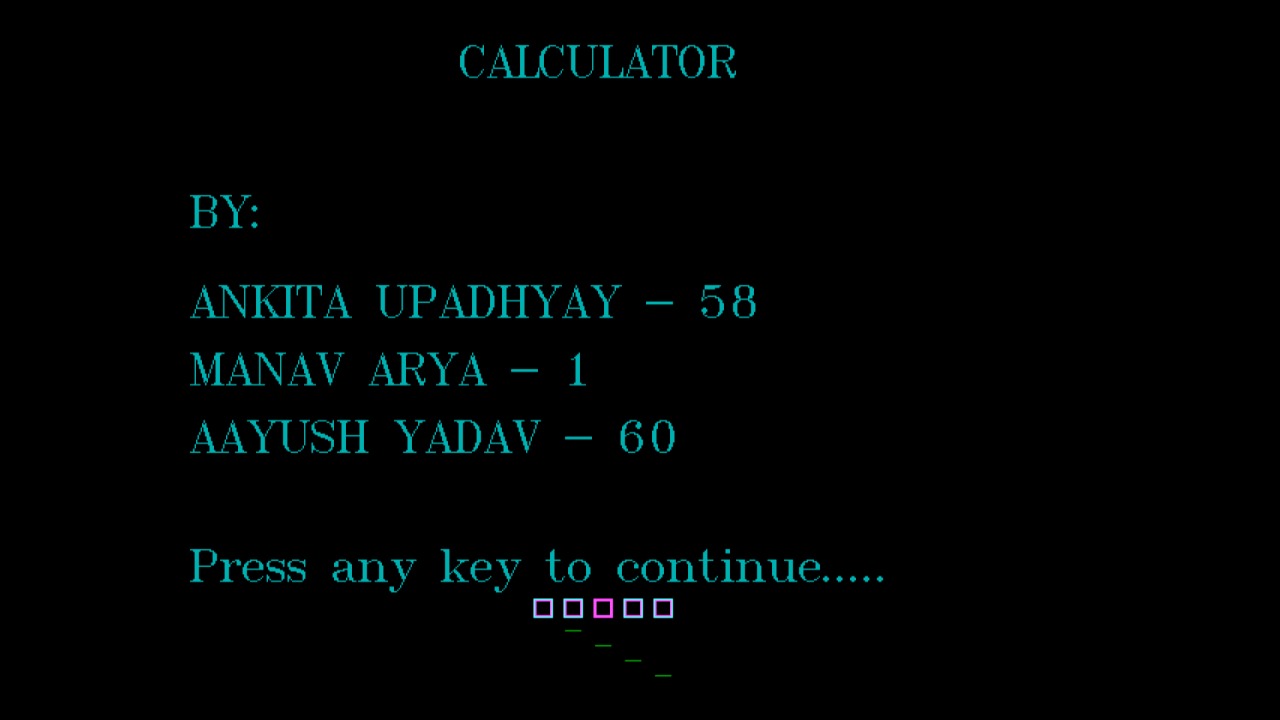 CALCULATOR
BY:
ANKITA UPADHYAY - 58
MANAV ARYA - 1
AAYUSH YADAV - 60
Press any key to continue.....